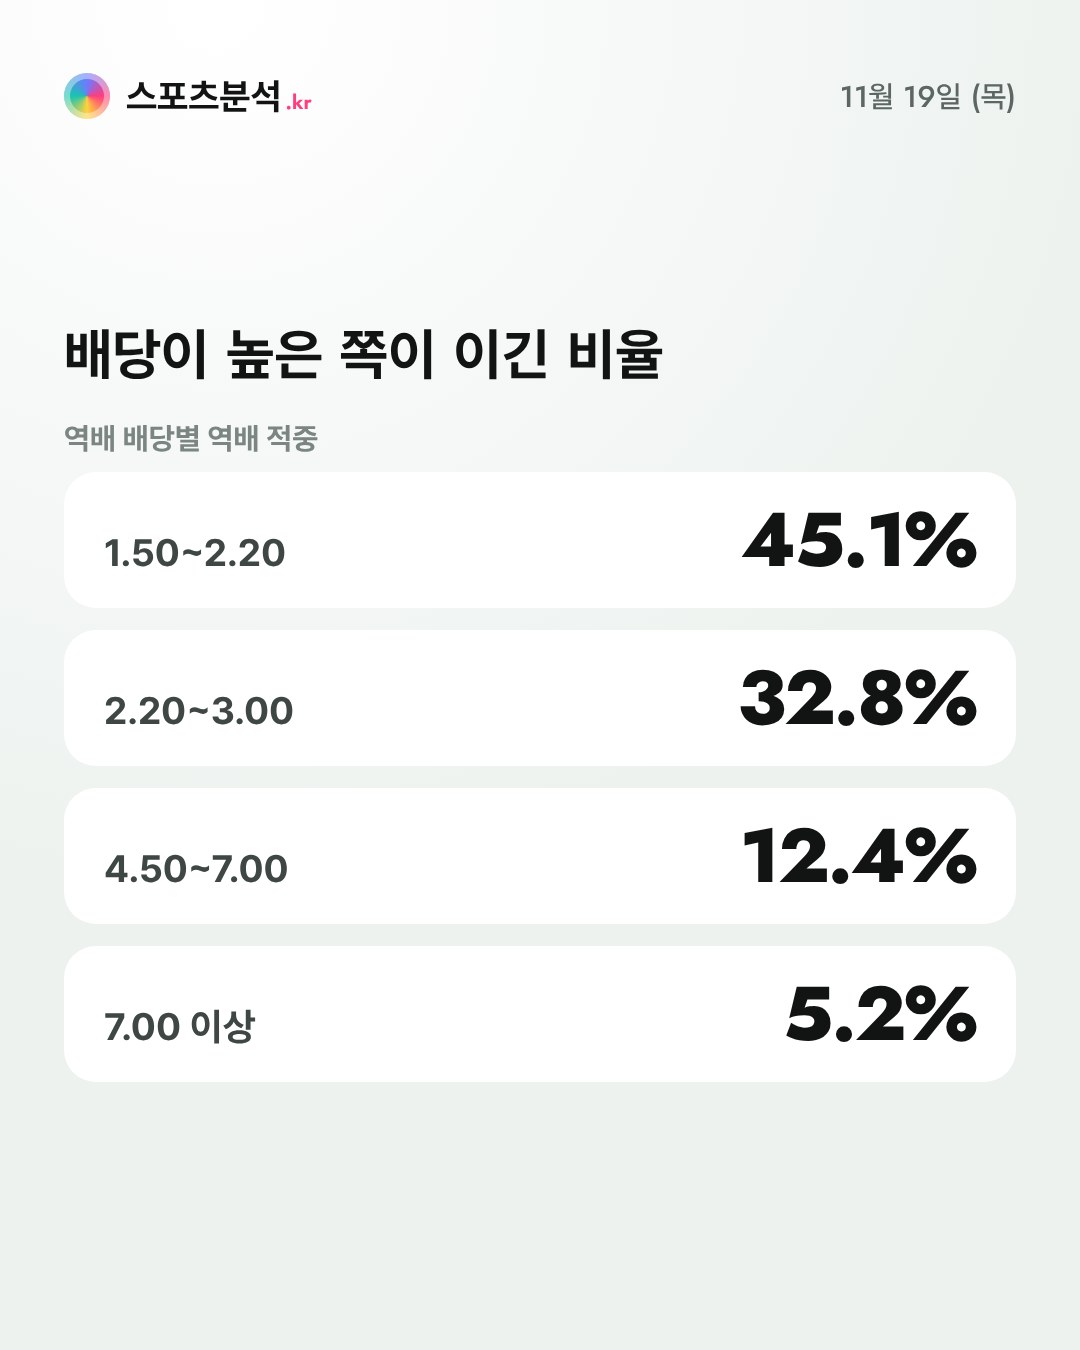 스포츠분석.kr
11월 19일 (목)
배당이 높은 쪽이 이긴 비율
역배 배당별 역배 적중
1.50~2.20 45.1%
2.20~3.00 32.8%
4.50~7.00 12.4%
7.00 이상 5.2%